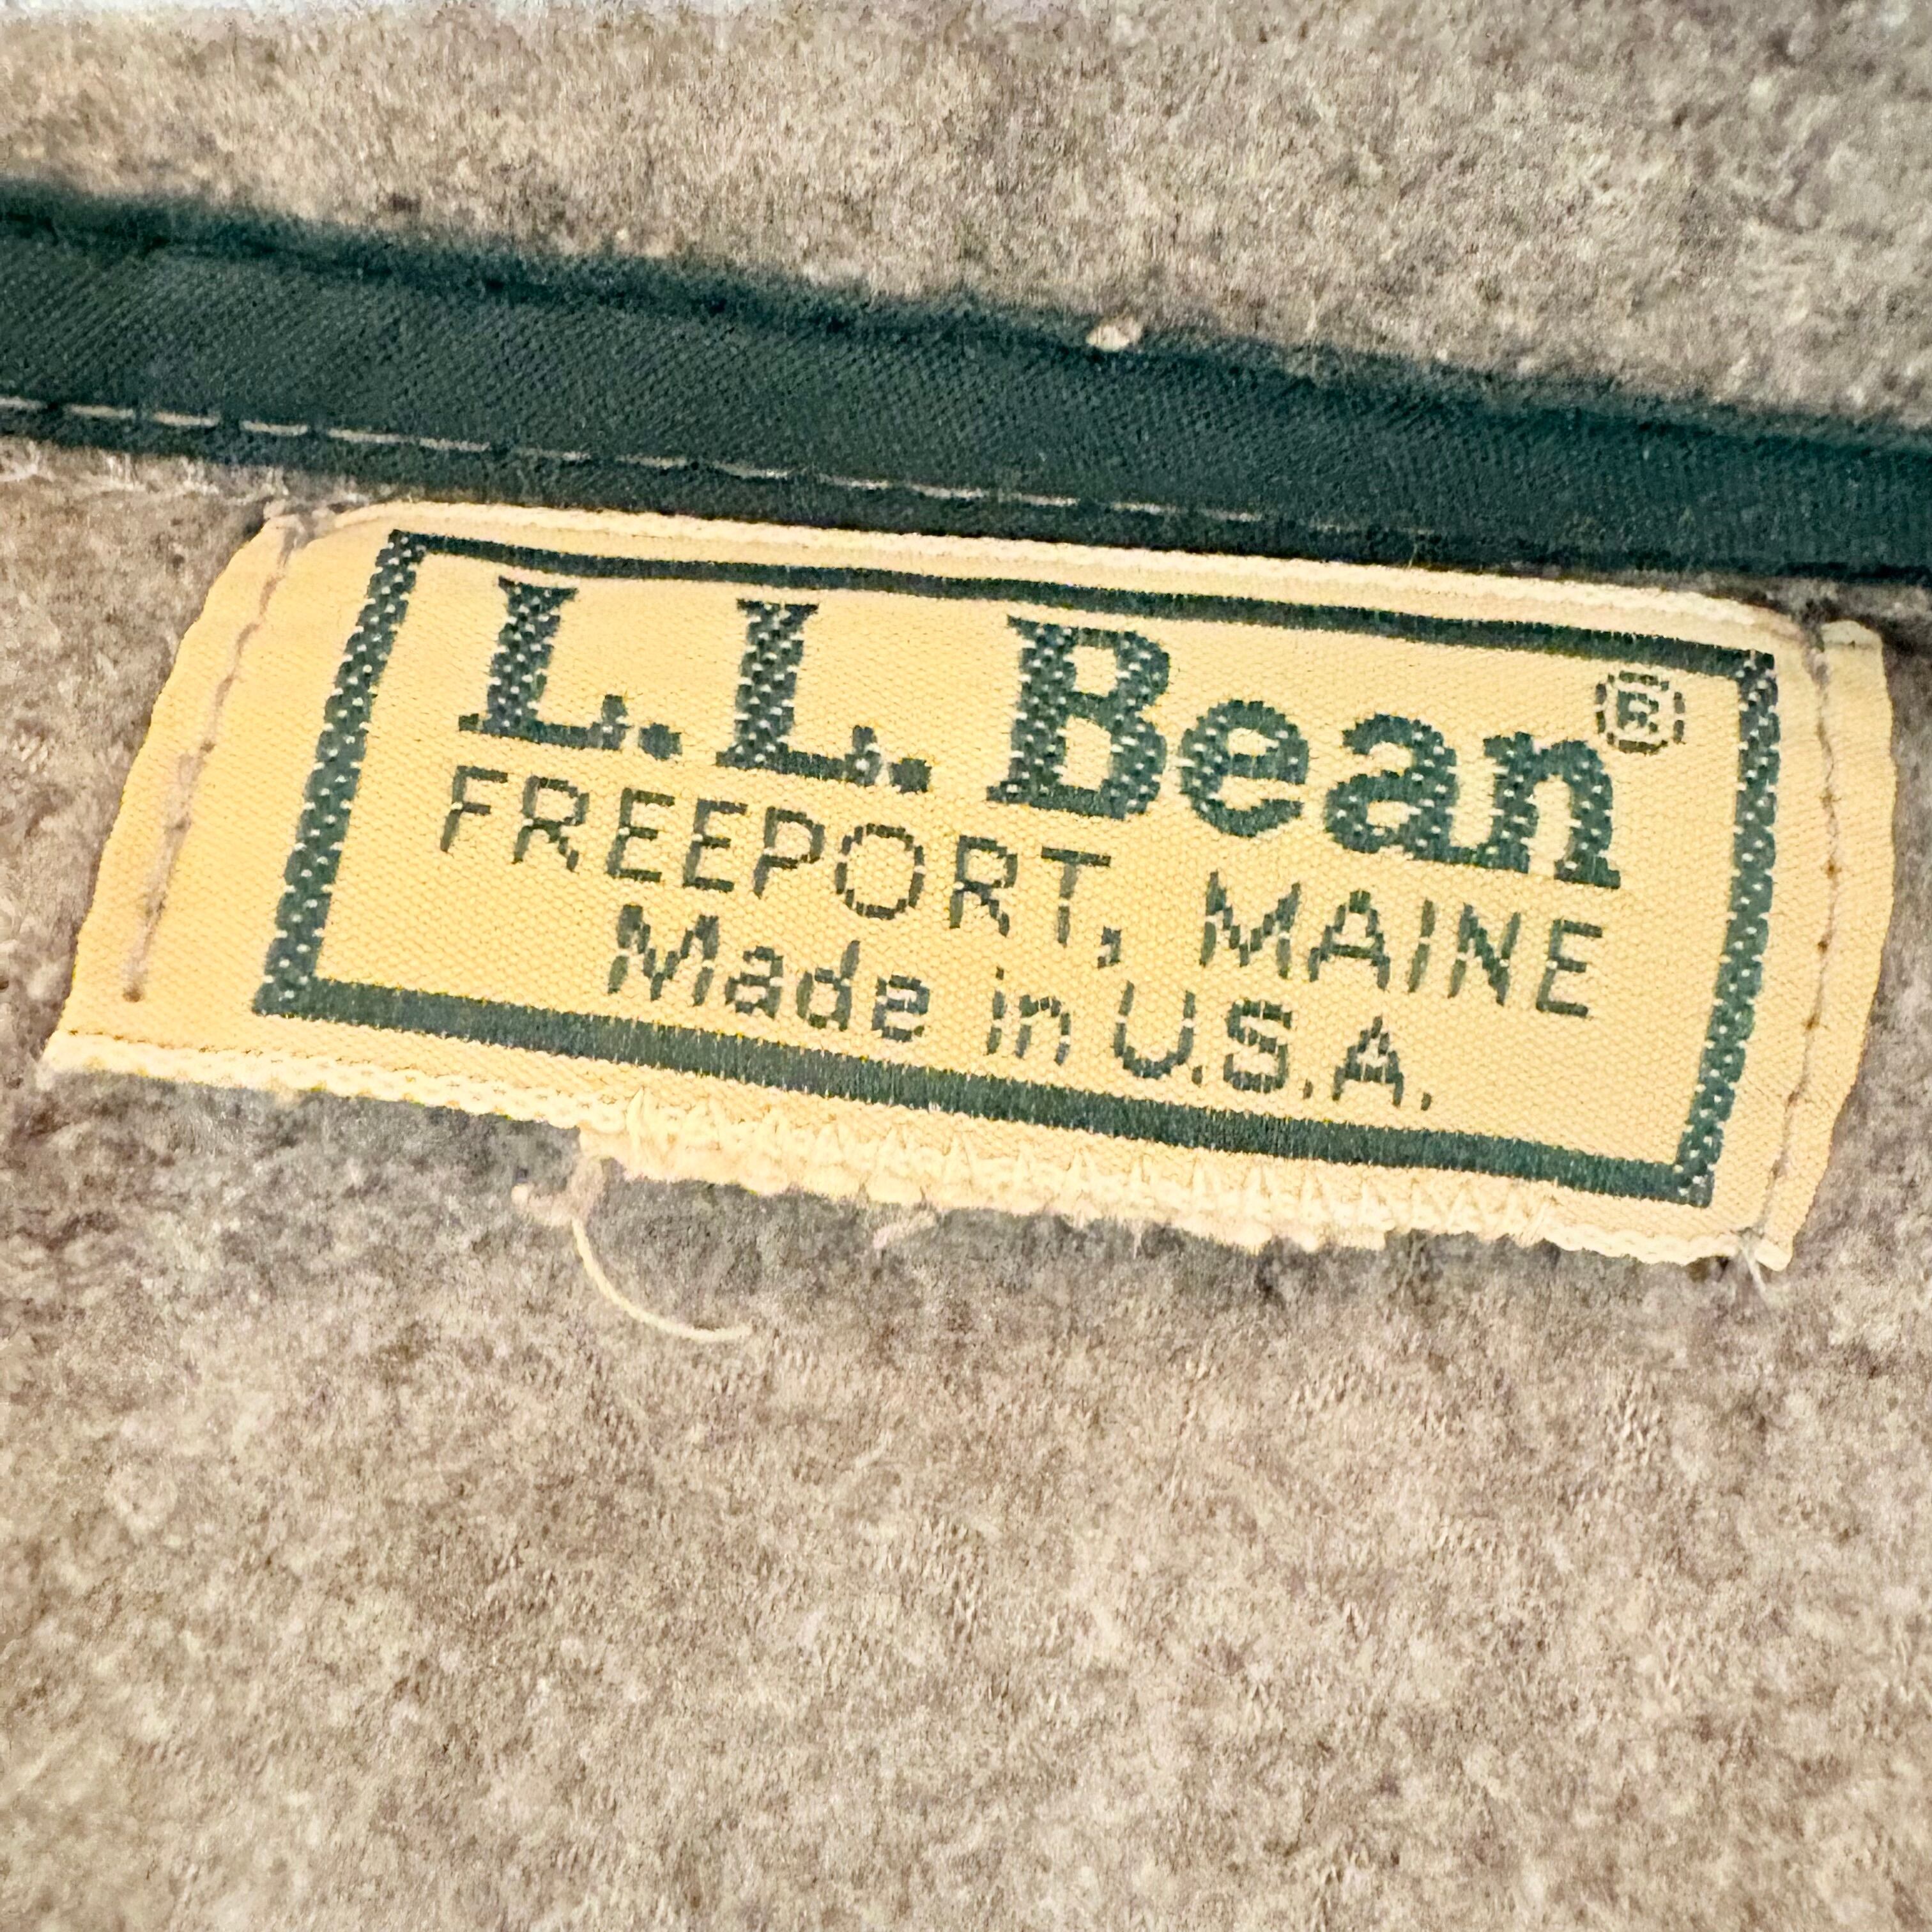 L.L. Bean®
FREEPORT, MAINE
Made in U.S.A.